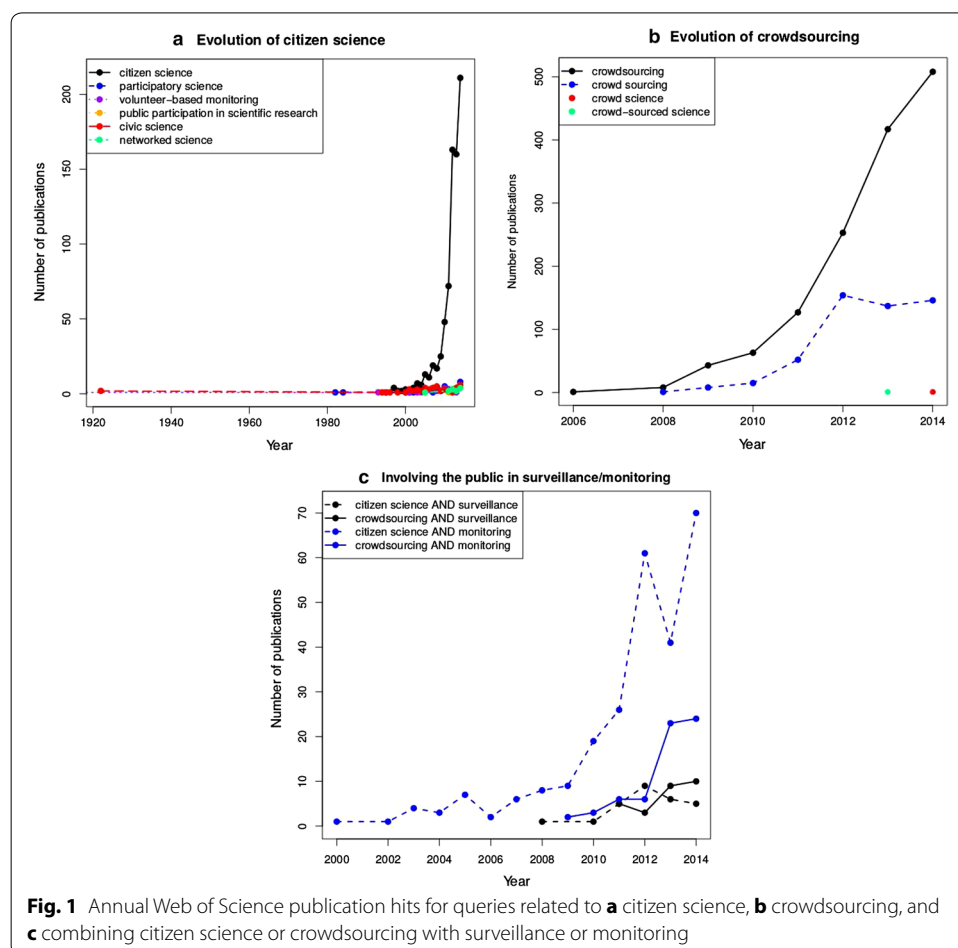 a Evolution of citizen science
citizen science
participatory science
volunteer−based monitoring
public participation in scientific research
civic science
networked science
Number of publications
200
150
100
50
0
1920
1940
1960
1980
2000
Year
b Evolution of crowdsourcing
crowdsourcing
crowd sourcing
crowd science
crowd−sourced science
Number of publications
500
400
300
200
100
0
2006
2008
2010
2012
2014
Year
c Involving the public in surveillance/monitoring
citizen science AND surveillance
crowdsourcing AND surveillance
citizen science AND monitoring
crowdsourcing AND monitoring
Number of publications
70
60
50
40
30
20
10
0
2000
2002
2004
2006
2008
2010
2012
2014
Year
Fig. 1 Annual Web of Science publication hits for queries related to a citizen science, b crowdsourcing, and
c combining citizen science or crowdsourcing with surveillance or monitoring